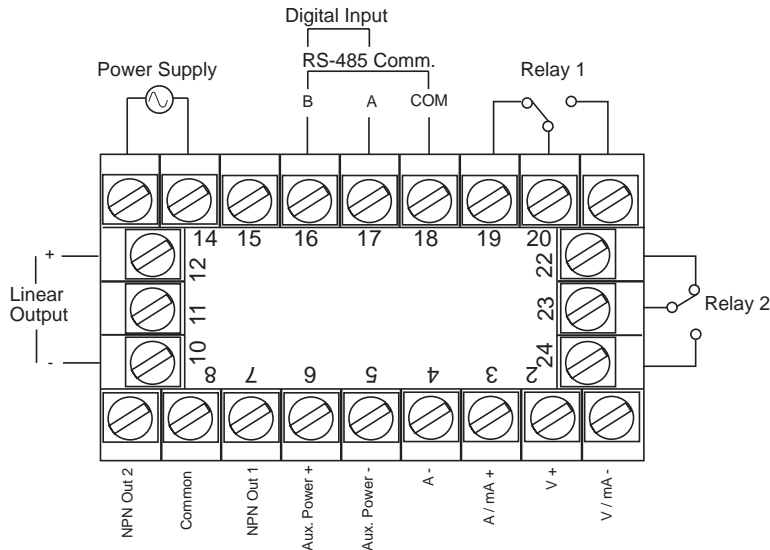 Digital Input
RS-485 Comm.
Power Supply
Relay 1
B A COM
14 15 16 17 18 19 20
+
12
22
Linear
Output
11
23
Relay 2
-
10
24
8 7 6 5 4 3 2
NPN Out 2
Common
NPN Out 1
Aux. Power +
Aux. Power -
A -
A / mA +
V +
V / mA -